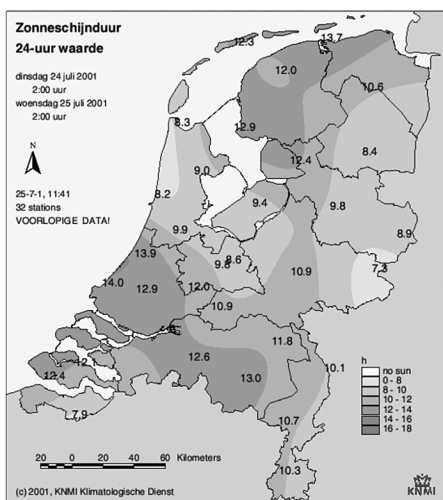 Zonneschijnduur
24-uur waarde
dinsdag 24 juli 2001
2:00 uur
woensdag 25 juli 2001
2:00 uur
N
25-7-1, 11:41
32 stations
VOORLOPIGE DATA!
12.3
13.7
12.0
10.6
8.3
12.9
8.4
12.4
9.0
8.2
9.4
9.8
9.9
8.9
13.9
8.6
9.8
7.3
10.9
14.0
12.9
12.0
10.9
11.8
12.6
10.1
12.1
12.4
13.0
7.9
10.7
10.3
h
no sun
0 - 8
8 - 10
10 - 12
12 - 14
14 - 16
16 - 18
20 0 20 40 60 Kilometers
(c) 2001, KNMI Klimatologische Dienst
KNMI